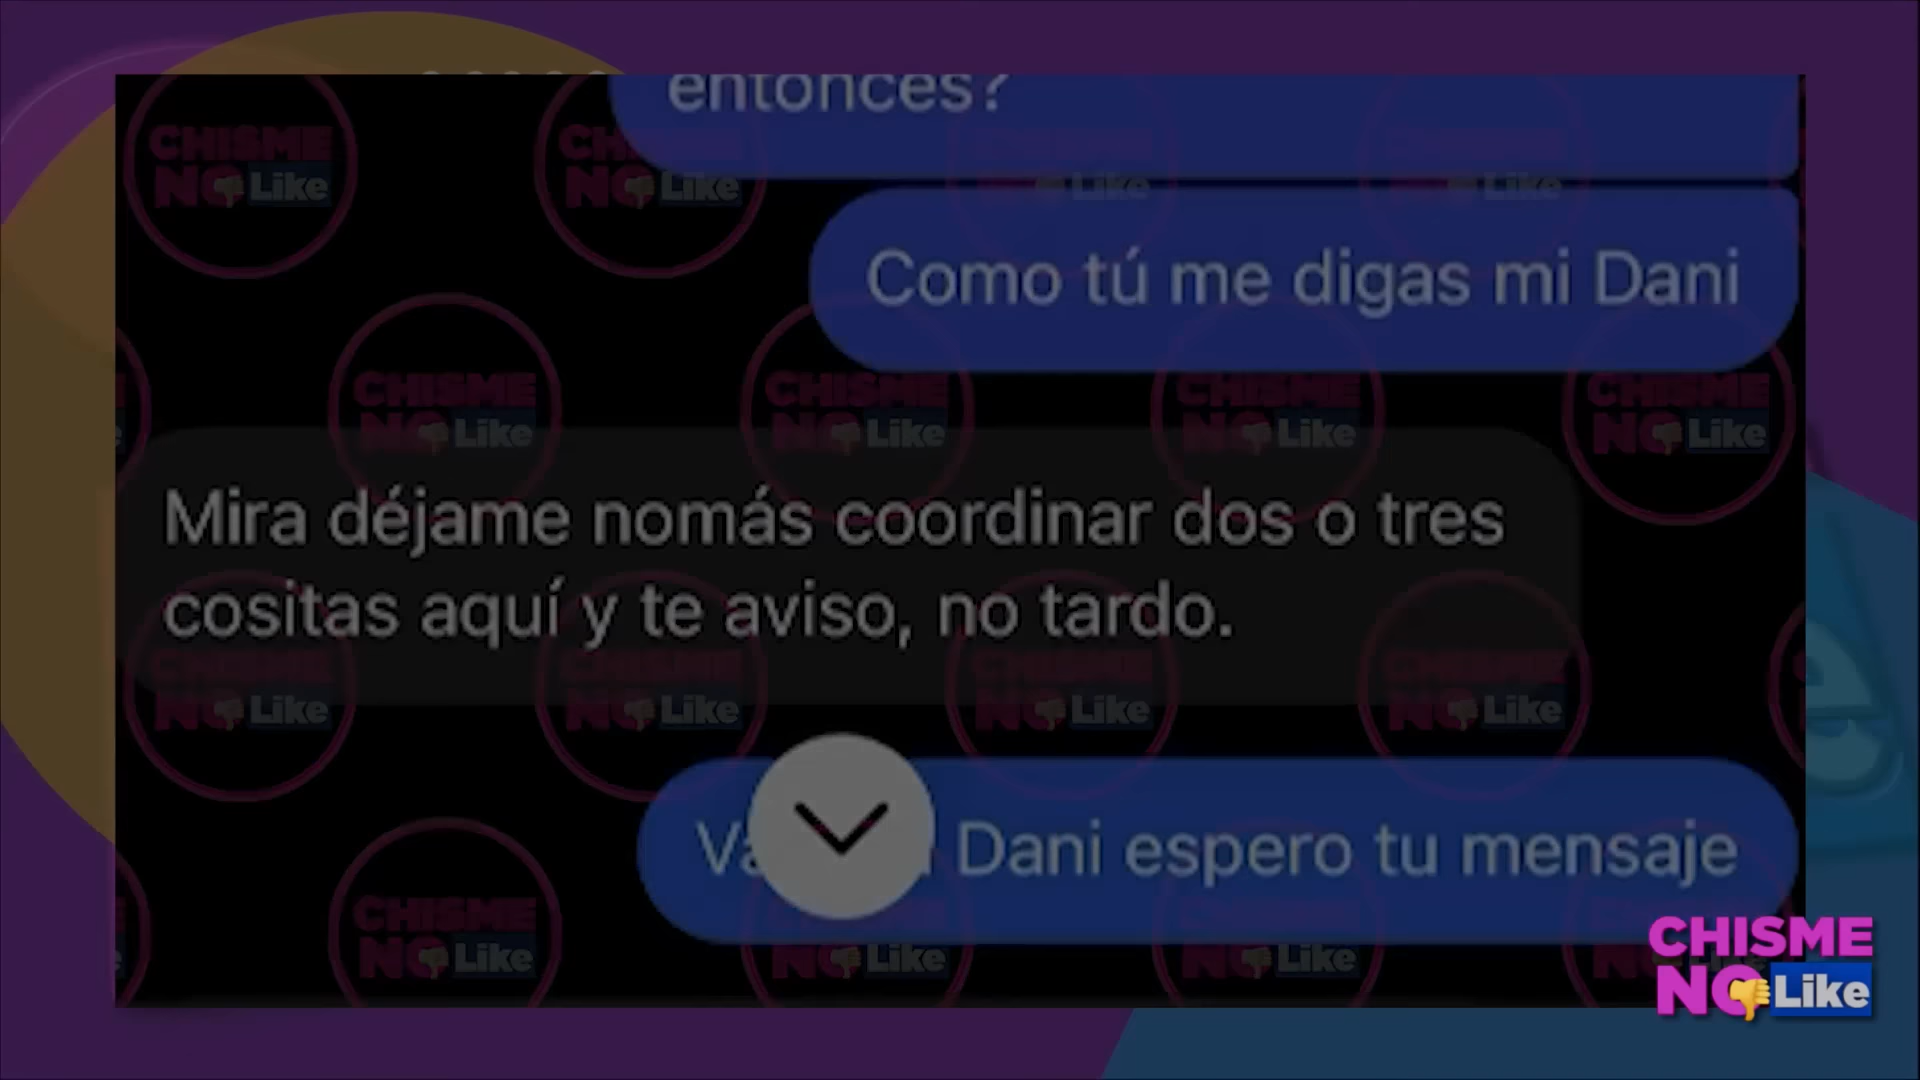 entonces?
Como tú me digas mi Dani
Mira déjame nomás coordinar dos o tres
cositas aquí y te aviso, no tardo.
Dani espero tu mensaje
CHISME
NO Like